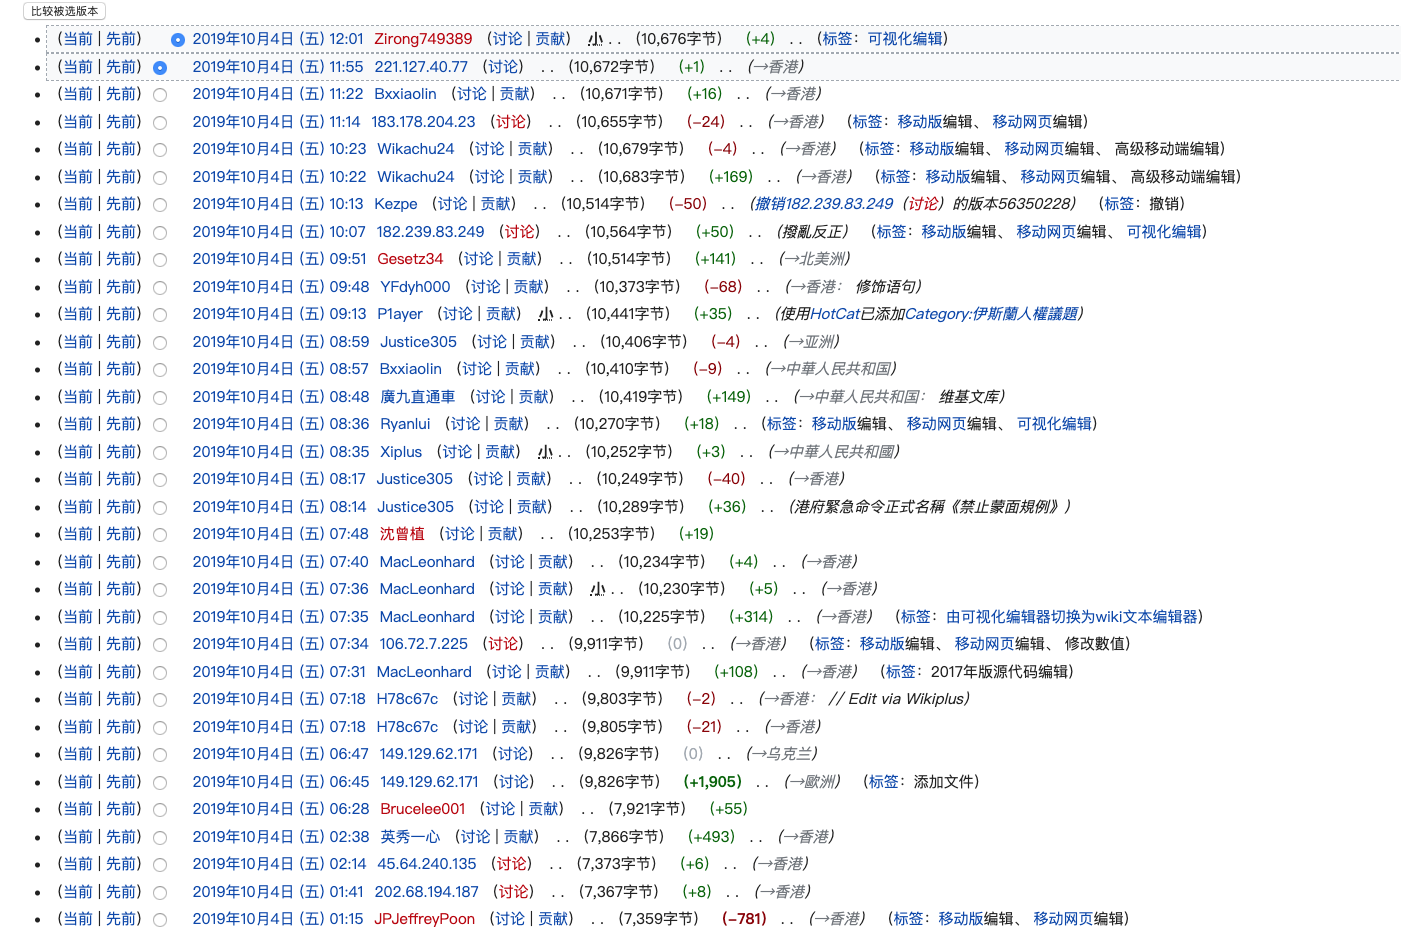 比较被选版本
(当前 | 先前) 2019年10月4日 (五) 12:01 Zirong749389 (讨论 | 贡献) 小 . . (10,676字节) (+4) . . (标签：可视化编辑)
(当前 | 先前) 2019年10月4日 (五) 11:55 221.127.40.77 (讨论) . . (10,672字节) (+1) . . (→香港)
(当前 | 先前) 2019年10月4日 (五) 11:22 Bxxiaolin (讨论 | 贡献) . . (10,671字节) (+16) . . (→香港)
(当前 | 先前) 2019年10月4日 (五) 11:14 183.178.204.23 (讨论) . . (10,655字节) (−24) . . (→香港) (标签：移动版编辑、 移动网页编辑)
(当前 | 先前) 2019年10月4日 (五) 10:23 Wikachu24 (讨论 | 贡献) . . (10,679字节) (−4) . . (→香港) (标签：移动版编辑、 移动网页编辑、 高级移动端编辑)
(当前 | 先前) 2019年10月4日 (五) 10:22 Wikachu24 (讨论 | 贡献) . . (10,683字节) (+169) . . (→香港) (标签：移动版编辑、 移动网页编辑、 高级移动端编辑)
(当前 | 先前) 2019年10月4日 (五) 10:13 Kezpe (讨论 | 贡献) . . (10,514字节) (−50) . . (撤销182.239.83.249（讨论）的版本56350228) (标签：撤销)
(当前 | 先前) 2019年10月4日 (五) 10:07 182.239.83.249 (讨论) . . (10,564字节) (+50) . . (撥亂反正) (标签：移动版编辑、 移动网页编辑、 可视化编辑)
(当前 | 先前) 2019年10月4日 (五) 09:51 Gesetz34 (讨论 | 贡献) . . (10,514字节) (+141) . . (→北美洲)
(当前 | 先前) 2019年10月4日 (五) 09:48 YFdyh000 (讨论 | 贡献) . . (10,373字节) (−68) . . (→香港： 修饰语句)
(当前 | 先前) 2019年10月4日 (五) 09:13 P1ayer (讨论 | 贡献) 小 . . (10,441字节) (+35) . . (使用HotCat已添加Category:伊斯蘭人權議題)
(当前 | 先前) 2019年10月4日 (五) 08:59 Justice305 (讨论 | 贡献) . . (10,406字节) (−4) . . (→亚洲)
(当前 | 先前) 2019年10月4日 (五) 08:57 Bxxiaolin (讨论 | 贡献) . . (10,410字节) (−9) . . (→中華人民共和国)
(当前 | 先前) 2019年10月4日 (五) 08:48 廣九直通車 (讨论 | 贡献) . . (10,419字节) (+149) . . (→中華人民共和国： 维基文库)
(当前 | 先前) 2019年10月4日 (五) 08:36 Ryanlui (讨论 | 贡献) . . (10,270字节) (+18) . . (标签：移动版编辑、 移动网页编辑、 可视化编辑)
(当前 | 先前) 2019年10月4日 (五) 08:35 Xiplus (讨论 | 贡献) 小 . . (10,252字节) (+3) . . (→中華人民共和國)
(当前 | 先前) 2019年10月4日 (五) 08:17 Justice305 (讨论 | 贡献) . . (10,249字节) (−40) . . (→香港)
(当前 | 先前) 2019年10月4日 (五) 08:14 Justice305 (讨论 | 贡献) . . (10,289字节) (+36) . . (港府緊急命令正式名稱《禁止蒙面規例》)
(当前 | 先前) 2019年10月4日 (五) 07:48 沈曾植 (讨论 | 贡献) . . (10,253字节) (+19)
(当前 | 先前) 2019年10月4日 (五) 07:40 MacLeonhard (讨论 | 贡献) . . (10,234字节) (+4) . . (→香港)
(当前 | 先前) 2019年10月4日 (五) 07:36 MacLeonhard (讨论 | 贡献) 小 . . (10,230字节) (+5) . . (→香港)
(当前 | 先前) 2019年10月4日 (五) 07:35 MacLeonhard (讨论 | 贡献) . . (10,225字节) (+314) . . (→香港) (标签：由可视化编辑器切换为wiki文本编辑器)
(当前 | 先前) 2019年10月4日 (五) 07:34 106.72.7.225 (讨论) . . (9,911字节) (0) . . (→香港) (标签：移动版编辑、 移动网页编辑、 修改數值)
(当前 | 先前) 2019年10月4日 (五) 07:31 MacLeonhard (讨论 | 贡献) . . (9,911字节) (+108) . . (→香港) (标签：2017年版源代码编辑)
(当前 | 先前) 2019年10月4日 (五) 07:18 H78c67c (讨论 | 贡献) . . (9,803字节) (−2) . . (→香港： // Edit via Wikiplus)
(当前 | 先前) 2019年10月4日 (五) 07:18 H78c67c (讨论 | 贡献) . . (9,805字节) (−21) . . (→香港)
(当前 | 先前) 2019年10月4日 (五) 06:47 149.129.62.171 (讨论) . . (9,826字节) (0) . . (→乌克兰)
(当前 | 先前) 2019年10月4日 (五) 06:45 149.129.62.171 (讨论) . . (9,826字节) (+1,905) . . (→歐洲) (标签：添加文件)
(当前 | 先前) 2019年10月4日 (五) 06:28 Brucelee001 (讨论 | 贡献) . . (7,921字节) (+55)
(当前 | 先前) 2019年10月4日 (五) 02:38 英秀一心 (讨论 | 贡献) . . (7,866字节) (+493) . . (→香港)
(当前 | 先前) 2019年10月4日 (五) 02:14 45.64.240.135 (讨论) . . (7,373字节) (+6) . . (→香港)
(当前 | 先前) 2019年10月4日 (五) 01:41 202.68.194.187 (讨论) . . (7,367字节) (+8) . . (→香港)
(当前 | 先前) 2019年10月4日 (五) 01:15 JPJeffreyPoon (讨论 | 贡献) . . (7,359字节) (−781) . . (→香港) (标签：移动版编辑、 移动网页编辑)